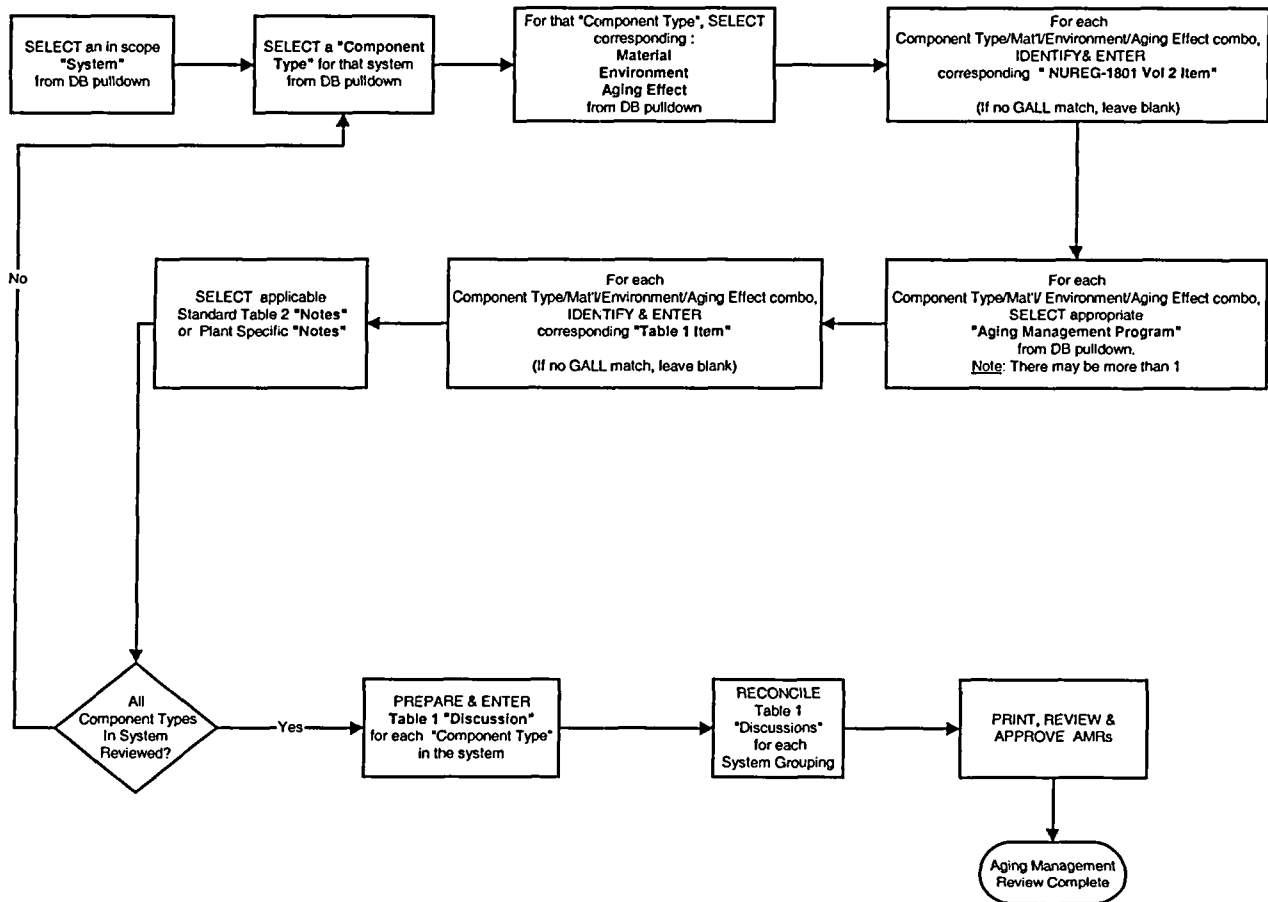 SELECT an in scope
"System"
from DB pulldown
SELECT a "Component
Type" for that system
from DB pulldown
For that "Component Type", SELECT
corresponding :
Material
Environment
Aging Effect
from DB pulldown
For each
Component Type/Mat'l/Environment/Aging Effect combo,
IDENTIFY& ENTER
corresponding " NUREG-1801 Vol 2 Item"
(If no GALL match, leave blank)
For each
Component Type/Mat'l/ Environment/Aging Effect combo,
SELECT appropriate
"Aging Management Program"
from DB pulldown.
Note: There may be more than 1
For each
Component Type/Mat'l/Environment/Aging Effect combo,
IDENTIFY & ENTER
corresponding "Table 1 Item"
(If no GALL match, leave blank)
SELECT applicable
Standard Table 2 "Notes"
or Plant Specific "Notes"
No
All
Component Types
In System
Reviewed?
Yes
PREPARE & ENTER
Table 1 "Discussion"
for each "Component Type"
in the system
RECONCILE
Table 1
"Discussions"
for each
System Grouping
PRINT, REVIEW &
APPROVE AMRs
Aging Management
Review Complete